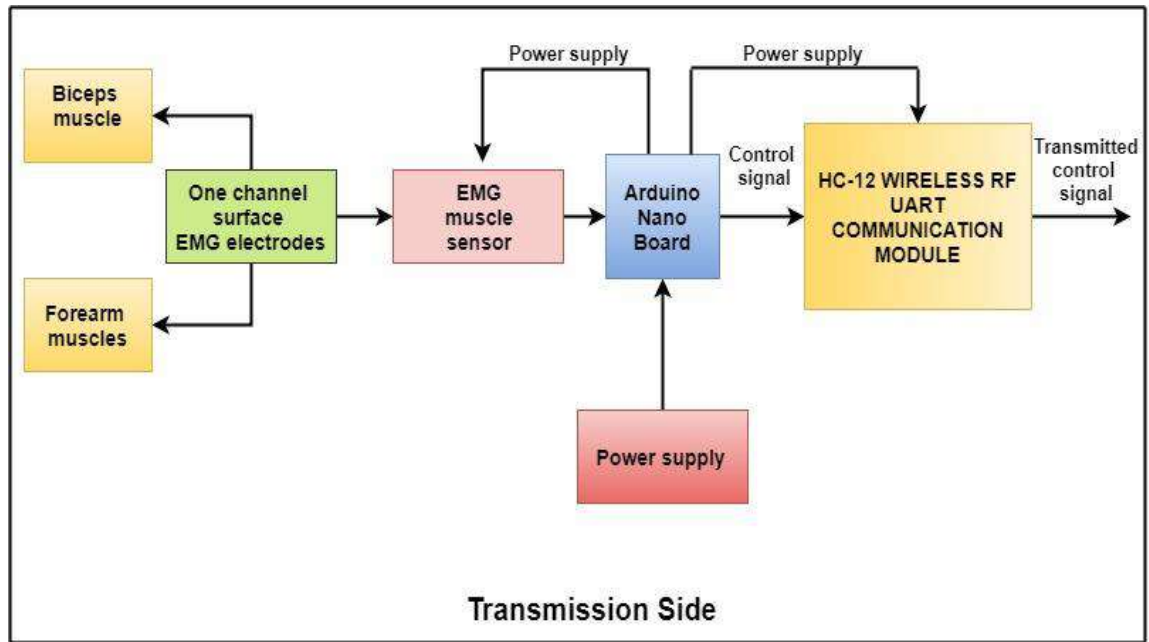 Power supply
Power supply
Biceps
muscle
One channel
surface
EMG electrodes
EMG
muscle
sensor
Arduino
Nano
Board
Control
signal
HC-12 WIRELESS RF
UART
COMMUNICATION
MODULE
Transmitted
control
signal
Forearm
muscles
Power supply
Transmission Side